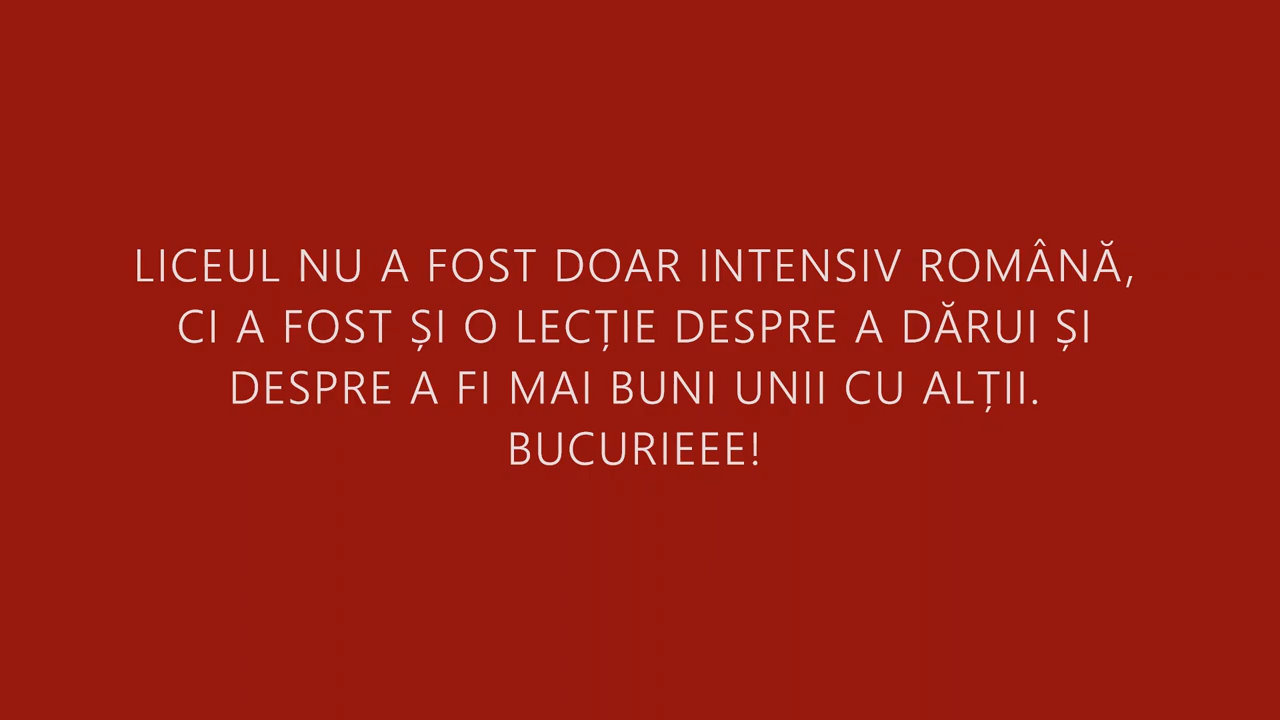 LICEUL NU A FOST DOAR INTENSIV ROMÂNĂ,
CI A FOST ȘI O LECȚIE DESPRE A DĂRUI ȘI
DESPRE A FI MAI BUNI UNII CU ALȚII.
BUCURIEEE!